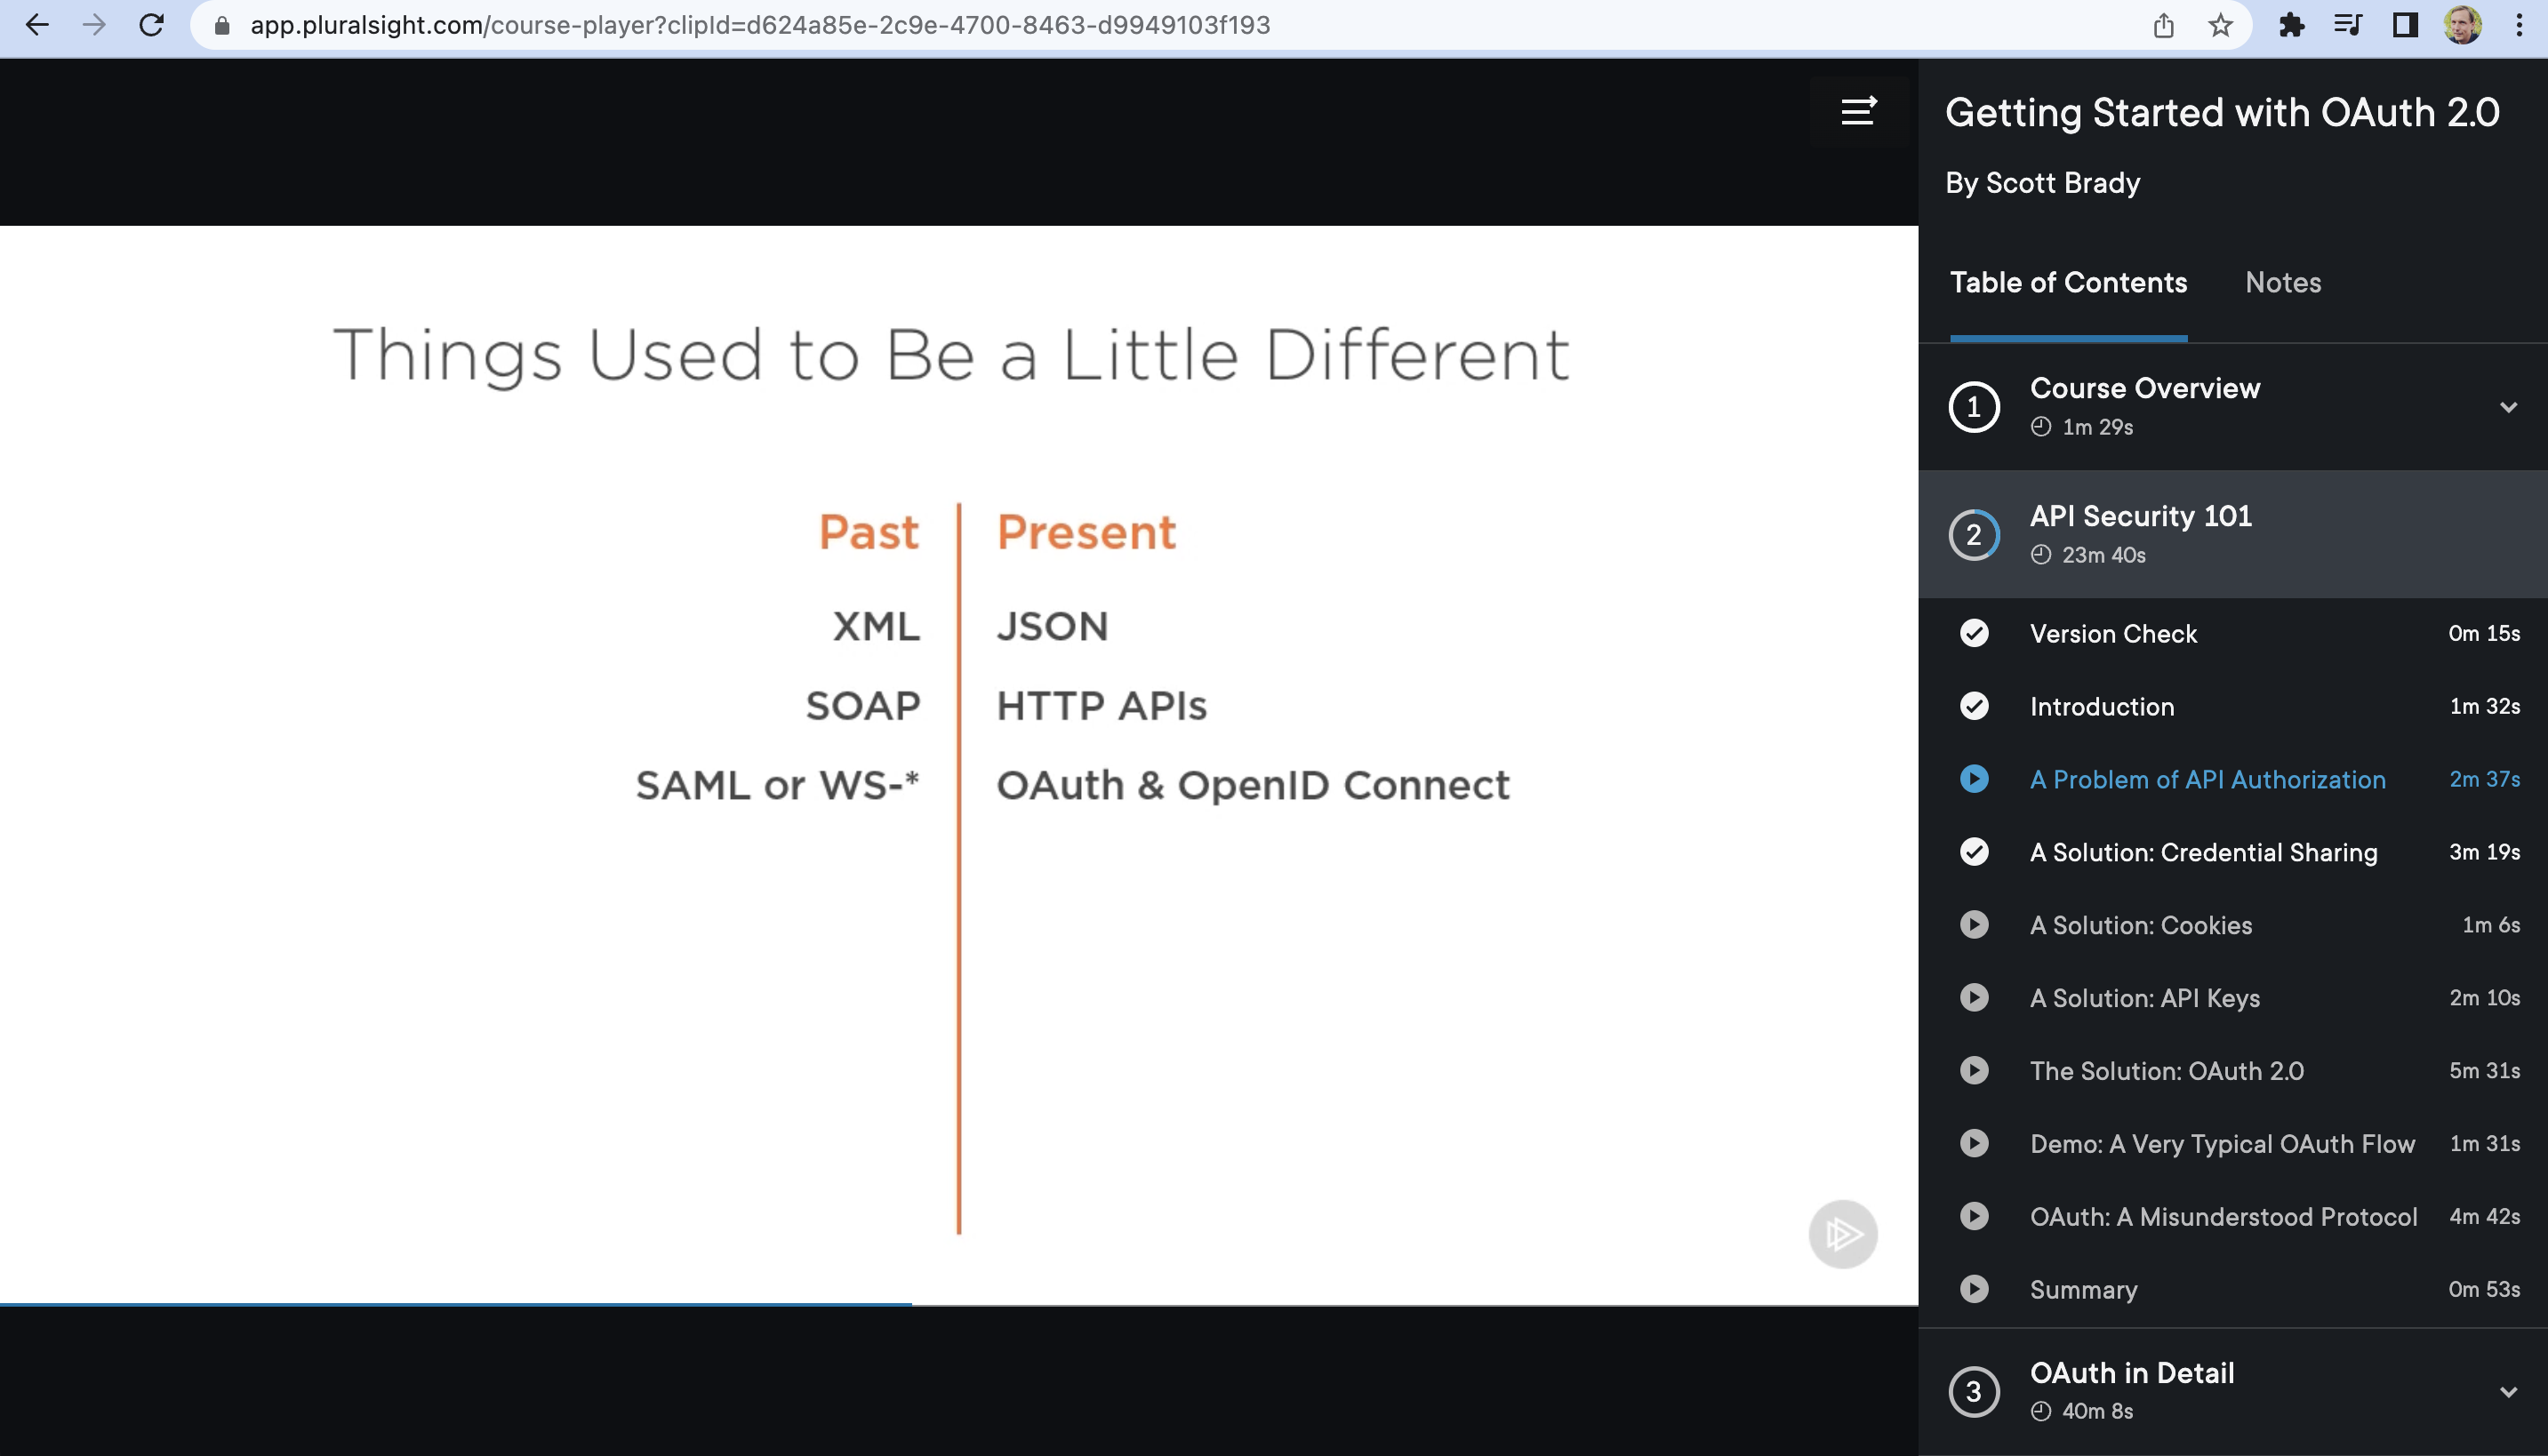 app.pluralsight.com/course-player?clipId=d624a85e-2c9e-4700-8463-d9949103f193
Things Used to Be a Little Different
Past Present
XML JSON
SOAP HTTP APIs
SAML or WS-* OAuth & OpenID Connect
Getting Started with OAuth 2.0
By Scott Brady
Table of Contents Notes
1 Course Overview
1m 29s
2 API Security 101
23m 40s
Version Check 0m 15s
Introduction 1m 32s
A Problem of API Authorization 2m 37s
A Solution: Credential Sharing 3m 19s
A Solution: Cookies 1m 6s
A Solution: API Keys 2m 10s
The Solution: OAuth 2.0 5m 31s
Demo: A Very Typical OAuth Flow 1m 31s
OAuth: A Misunderstood Protocol 4m 42s
Summary 0m 53s
3 OAuth in Detail
40m 8s